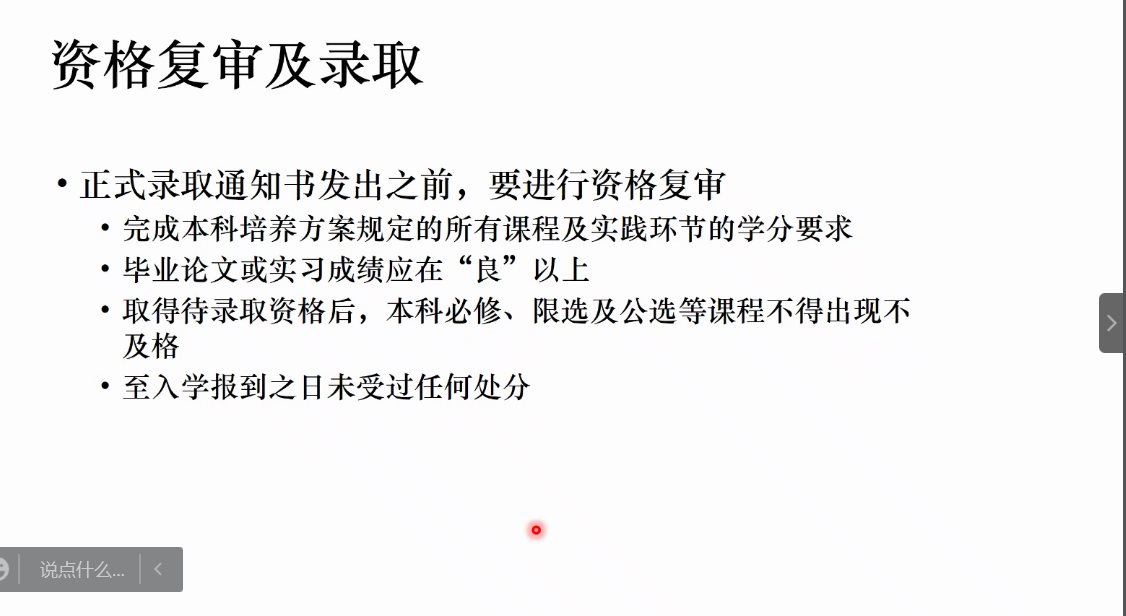 资格复审及录取
• 正式录取通知书发出之前，要进行资格复审
• 完成本科培养方案规定的所有课程及实践环节的学分要求
• 毕业论文或实习成绩应在“良”以上
• 取得待录取资格后，本科必修、限选及公选等课程不得出现不
及格
• 至入学报到之日未受过任何处分
说点什么...